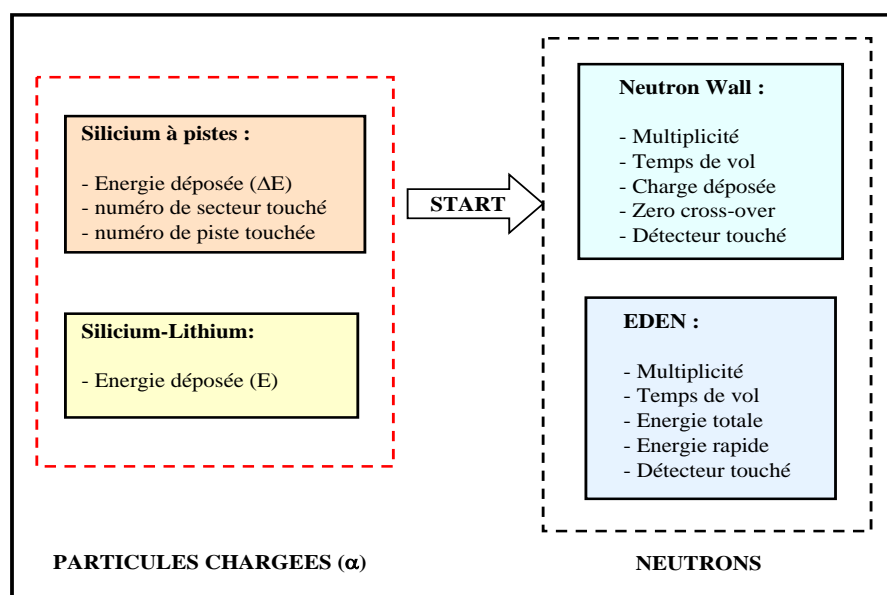 Silicium à pistes :
- Energie déposée (ΔE)
- numéro de secteur touché
- numéro de piste touchée
Silicium-Lithium:
- Energie déposée (E)
PARTICULES CHARGEES (α)
START
Neutron Wall :
- Multiplicité
- Temps de vol
- Charge déposée
- Zero cross-over
- Détecteur touché
EDEN :
- Multiplicité
- Temps de vol
- Energie totale
- Energie rapide
- Détecteur touché
NEUTRONS